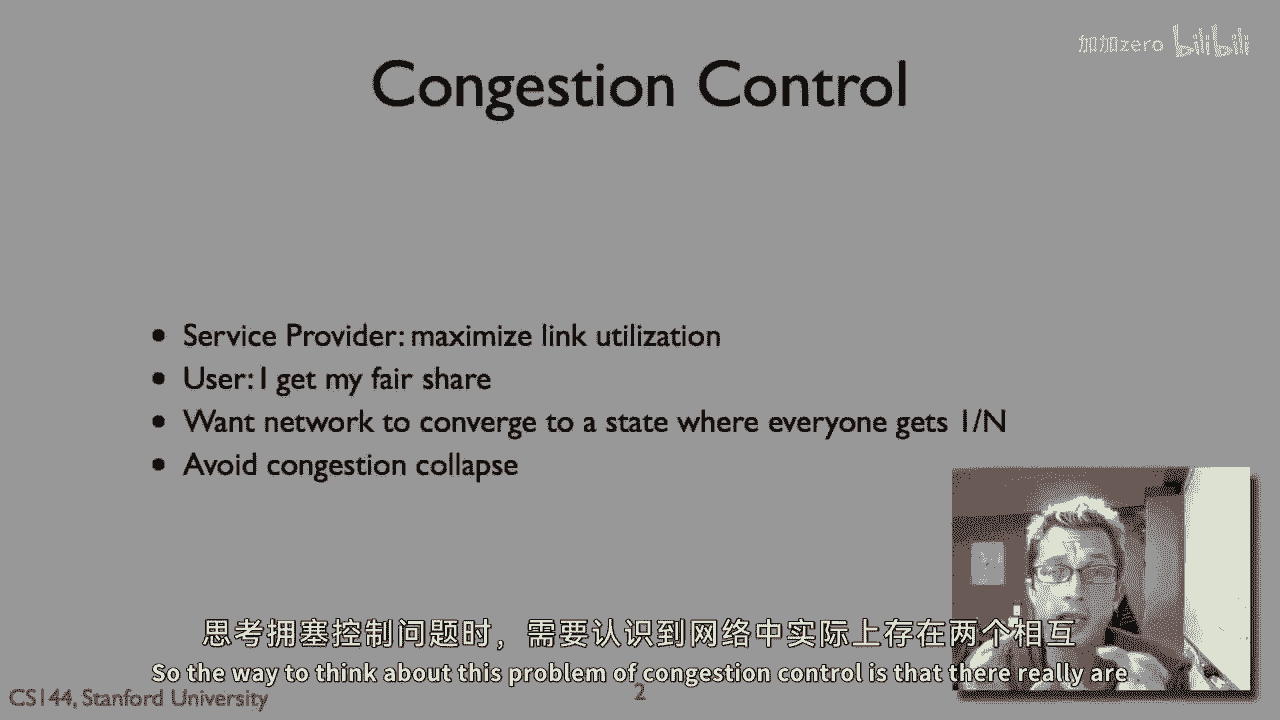 加加zero bilibili
Congestion Control
• Service Provider: maximize link utilization
• User: I get my fair share
• Want network to converge to a state where everyone gets 1/N
• Avoid congestion collapse
思考拥塞控制问题时，需要认识到网络中实际上存在两个相互
So the way to think about this problem of congestion control is that there really are
CS144, Stanford University
2